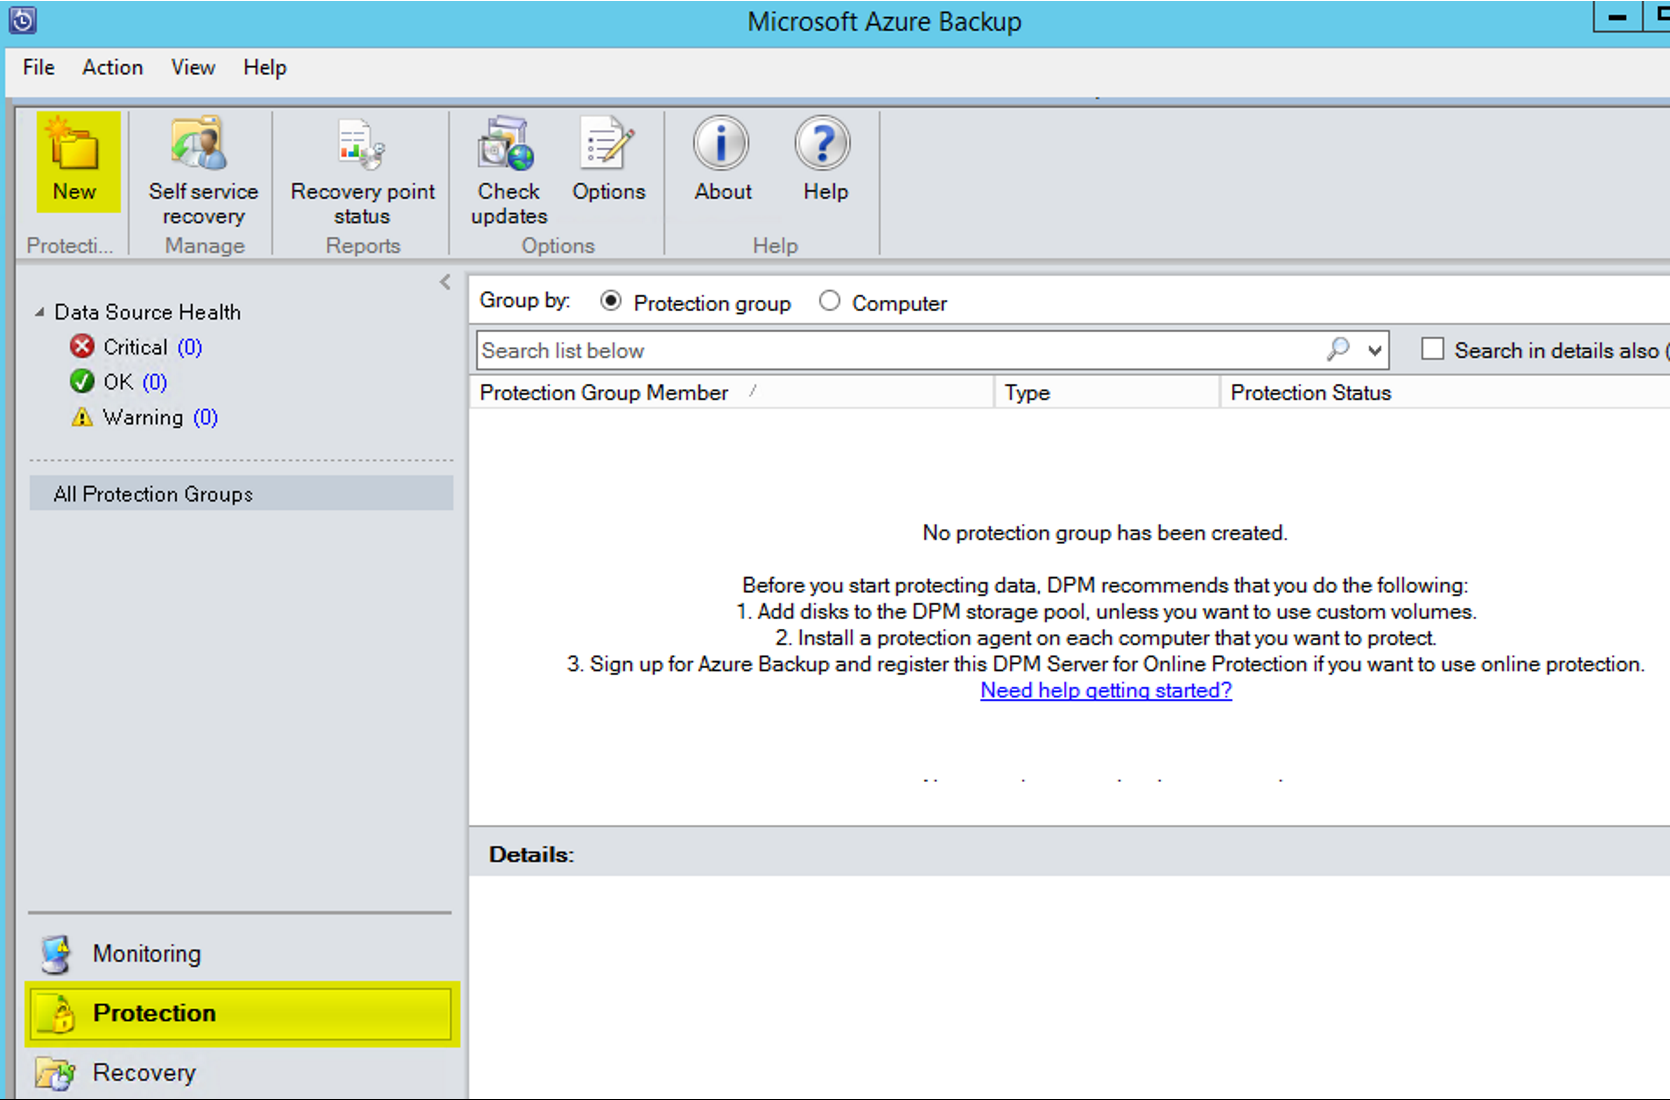 Microsoft Azure Backup
File Action View Help
New
Self service
recovery
Recovery point
status
Check
updates
Options
About
Help
Protecti...
Manage
Reports
Options
Help
Data Source Health
Critical (0)
OK (0)
Warning (0)
All Protection Groups
Group by: Protection group Computer
Search list below
Search in details also (
Protection Group Member Type Protection Status
No protection group has been created.
Before you start protecting data, DPM recommends that you do the following:
1. Add disks to the DPM storage pool, unless you want to use custom volumes.
2. Install a protection agent on each computer that you want to protect.
3. Sign up for Azure Backup and register this DPM Server for Online Protection if you want to use online protection.
Need help getting started?
Details:
Monitoring
Protection
Recovery